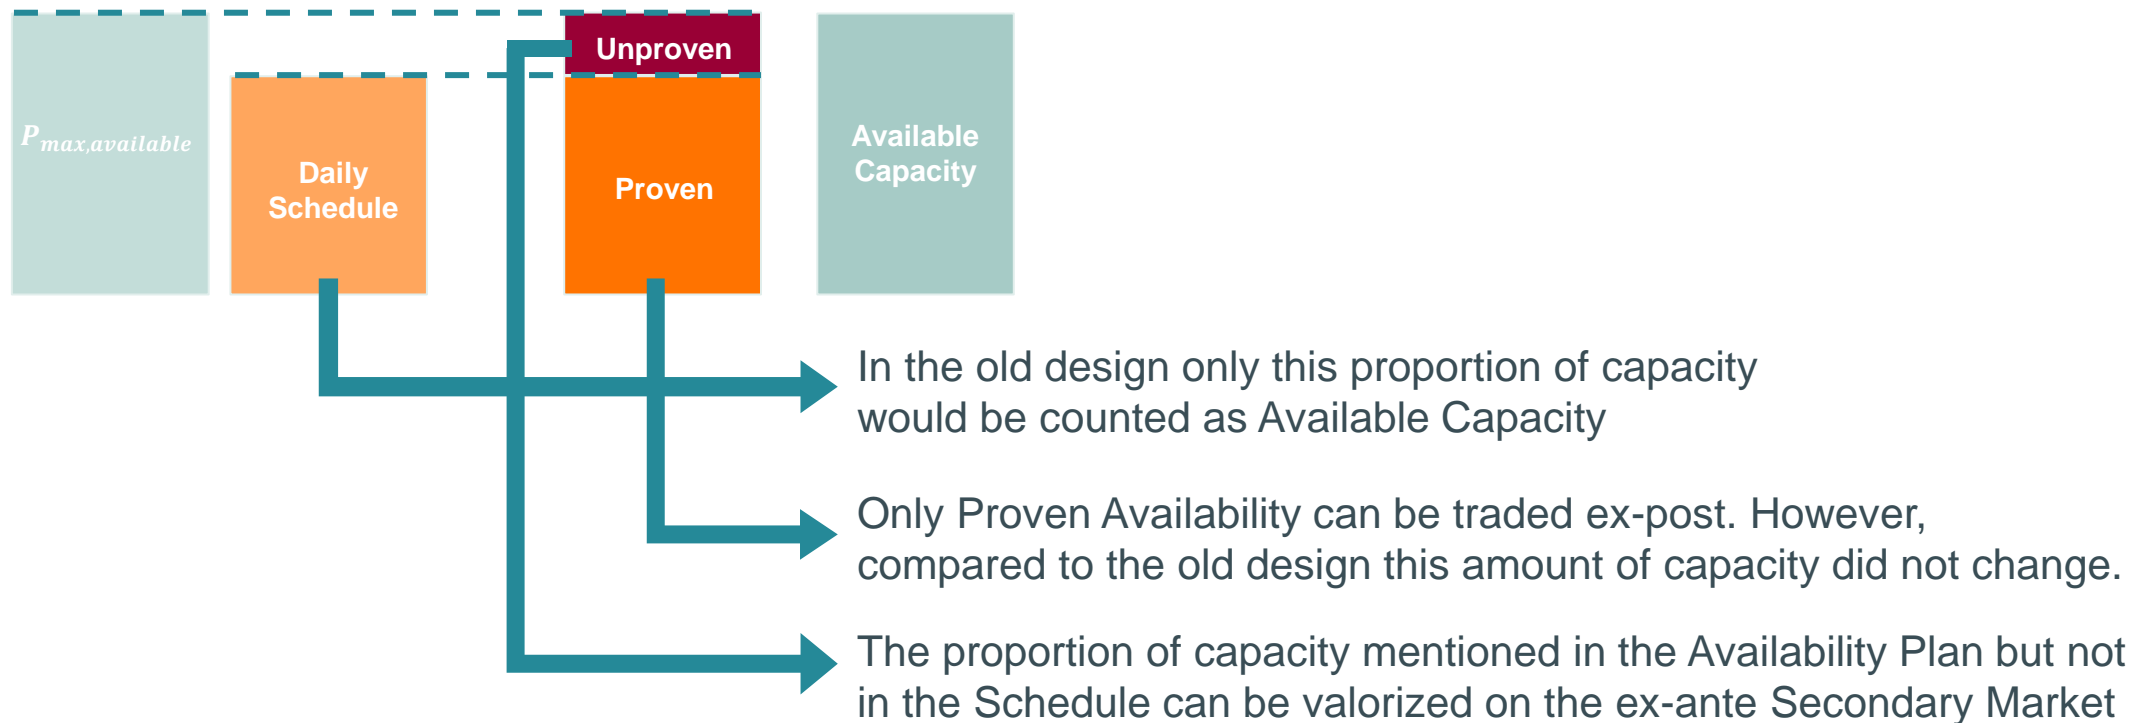 Unproven
P_max,available
Daily
Schedule
Proven
Available
Capacity
In the old design only this proportion of capacity
would be counted as Available Capacity
Only Proven Availability can be traded ex-post. However,
compared to the old design this amount of capacity did not change.
The proportion of capacity mentioned in the Availability Plan but not
in the Schedule can be valorized on the ex-ante Secondary Market